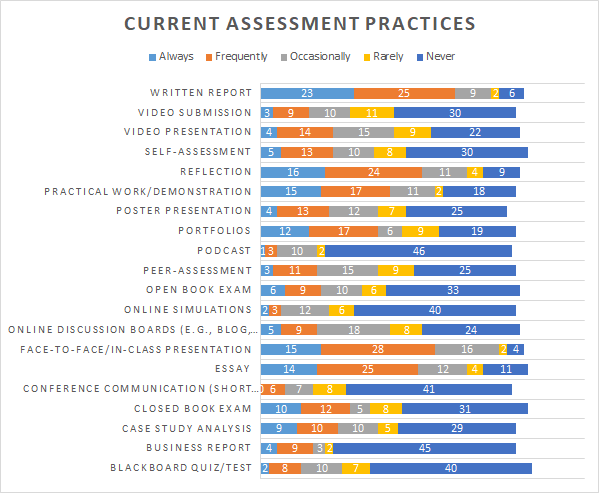 CURRENT ASSESSMENT PRACTICES
Always Frequently Occasionally Rarely Never
WRITTEN REPORT 23 25 9 2 6
VIDEO SUBMISSION 3 9 10 11 30
VIDEO PRESENTATION 4 14 15 9 22
SELF-ASSESSMENT 5 13 10 8 30
REFLECTION 16 24 11 4 9
PRACTICAL WORK/DEMONSTRATION 15 17 11 2 18
POSTER PRESENTATION 4 13 12 7 25
PORTFOLIOS 12 17 6 9 19
PODCAST 1 3 10 2 46
PEER-ASSESSMENT 3 11 15 9 25
OPEN BOOK EXAM 6 9 10 6 33
ONLINE SIMULATIONS 2 3 12 6 40
ONLINE DISCUSSION BOARDS (E.G., BLOG,... 5 9 18 8 24
FACE-TO-FACE/IN-CLASS PRESENTATION 15 28 16 2 4
ESSAY 14 25 12 4 11
CONFERENCE COMMUNICATION (SHORT... 0 6 7 8 41
CLOSED BOOK EXAM 10 12 5 8 31
CASE STUDY ANALYSIS 9 10 10 5 29
BUSINESS REPORT 4 9 3 2 45
BLACKBOARD QUIZ/TEST 2 8 10 7 40